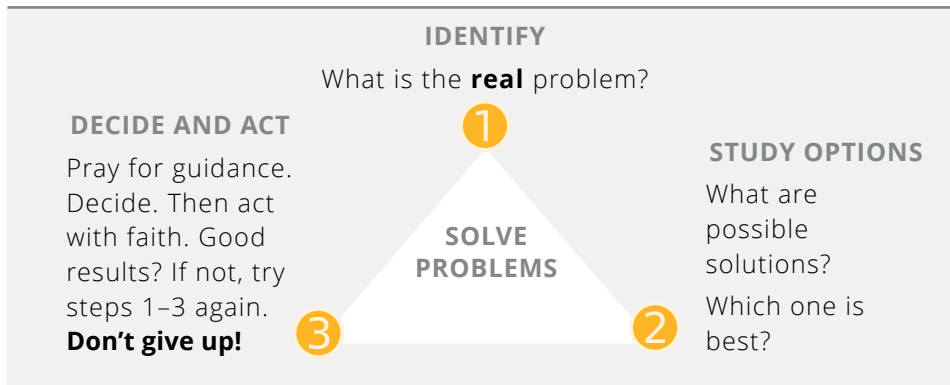 IDENTIFY
What is the real problem?
1
STUDY OPTIONS
What are
possible
solutions?
Which one is
best?
2
DECIDE AND ACT
Pray for guidance.
Decide. Then act
with faith. Good
results? If not, try
steps 1–3 again.
Don’t give up!
3
SOLVE
PROBLEMS